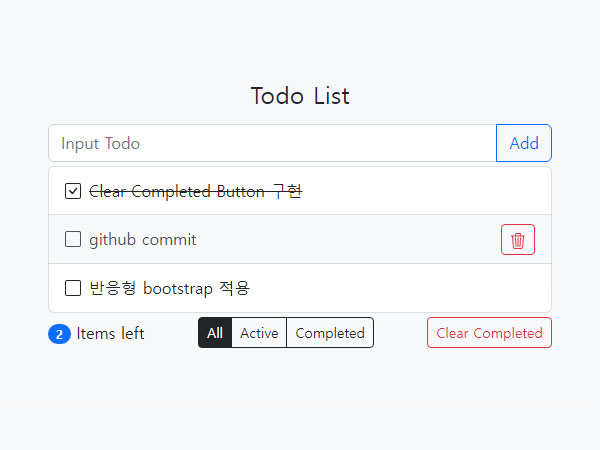 Todo List
Input Todo Add
Clear Completed Button 구현
github commit
반응형 bootstrap 적용
2 Items left All Active Completed Clear Completed